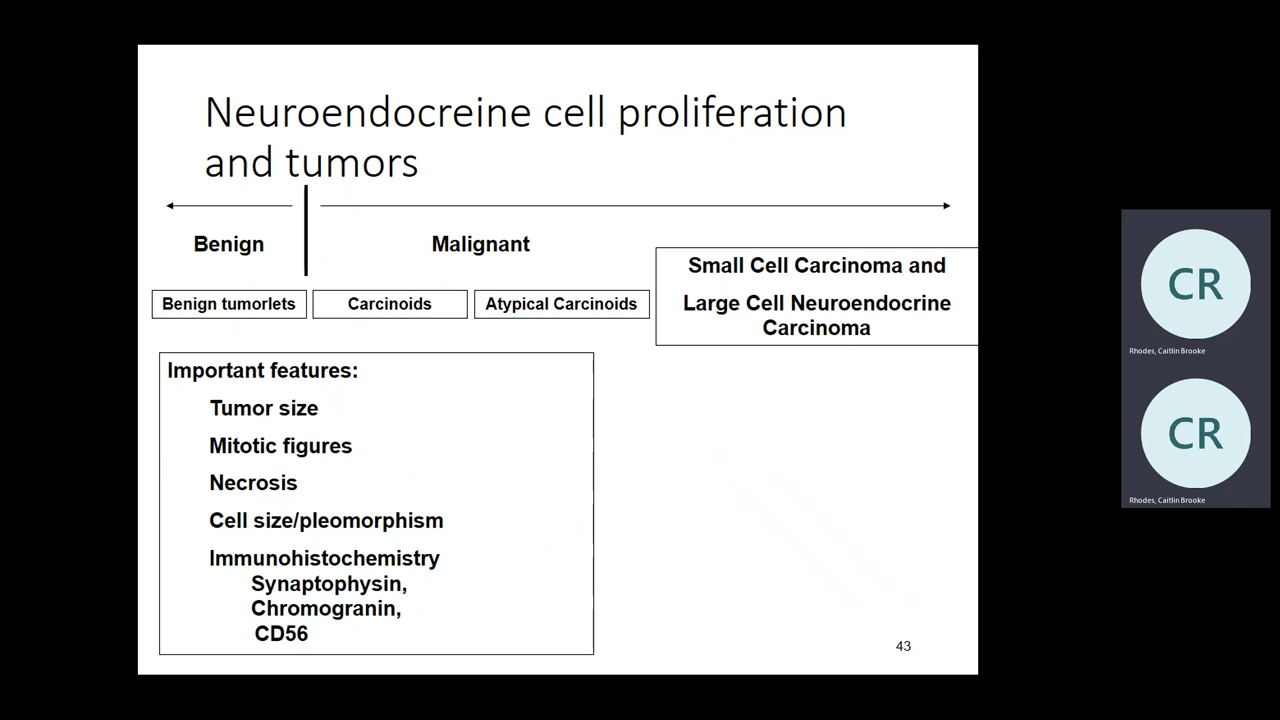 Neuroendocreine cell proliferation
and tumors
Benign
Malignant
Benign tumorlets
Carcinoids
Atypical Carcinoids
Small Cell Carcinoma and
Large Cell Neuroendocrine
Carcinoma
Important features:
Tumor size
Mitotic figures
Necrosis
Cell size/pleomorphism
Immunohistochemistry
Synaptophysin,
Chromogranin,
CD56
43
CR
Rhodes, Caitlin Brooke
CR
Rhodes, Caitlin Brooke